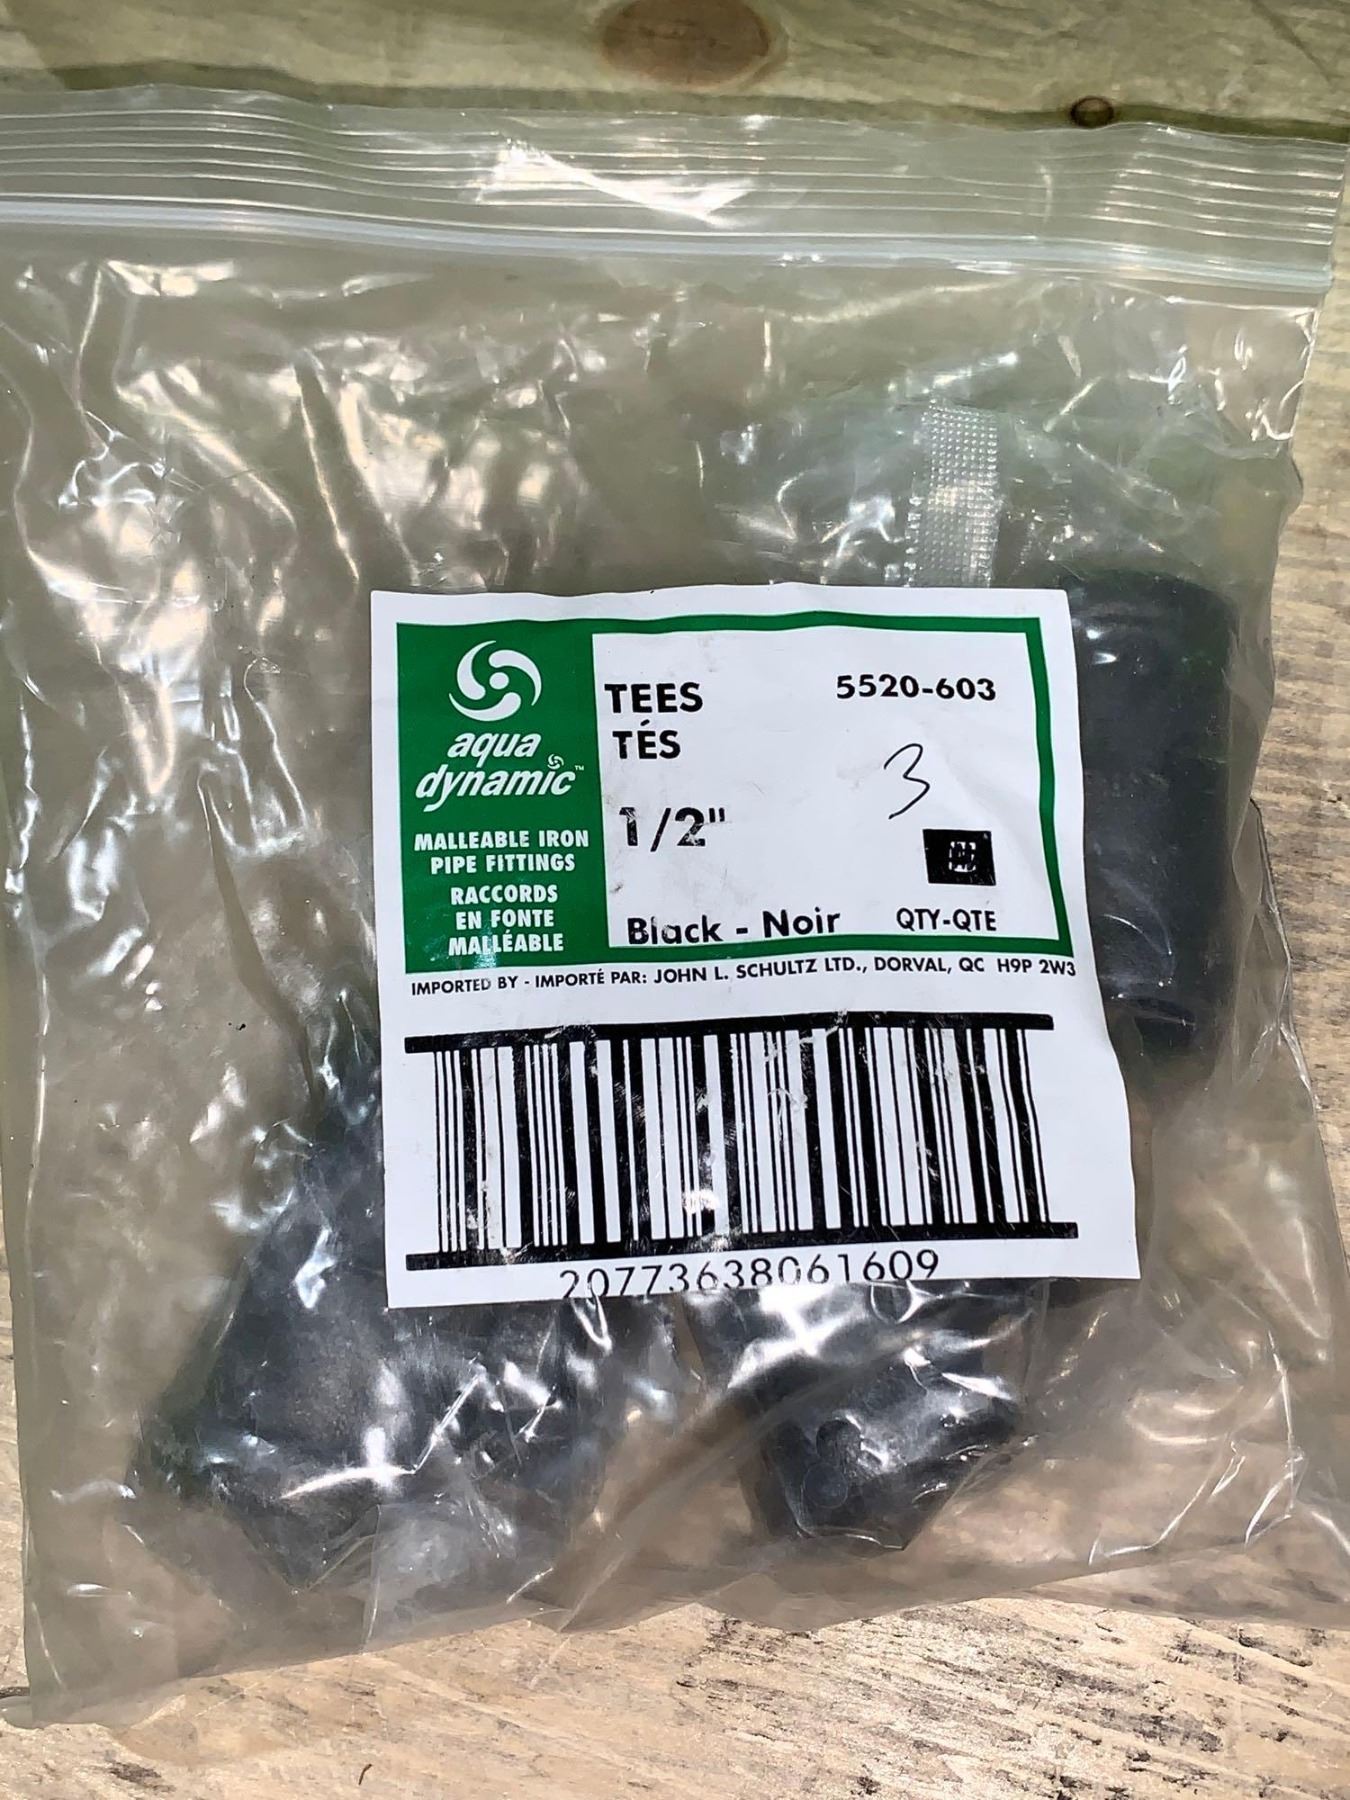 aqua
dynamic™
MALLEABLE IRON
PIPE FITTINGS
RACCORDS
EN FONTE
MALLÉABLE
TEES
TÉS
5520-603
1/2"
3
Black - Noir
QTY-QTE
IMPORTED BY - IMPORTÉ PAR: JOHN L. SCHULTZ LTD., DORVAL, QC H9P 2W3
20773638061609